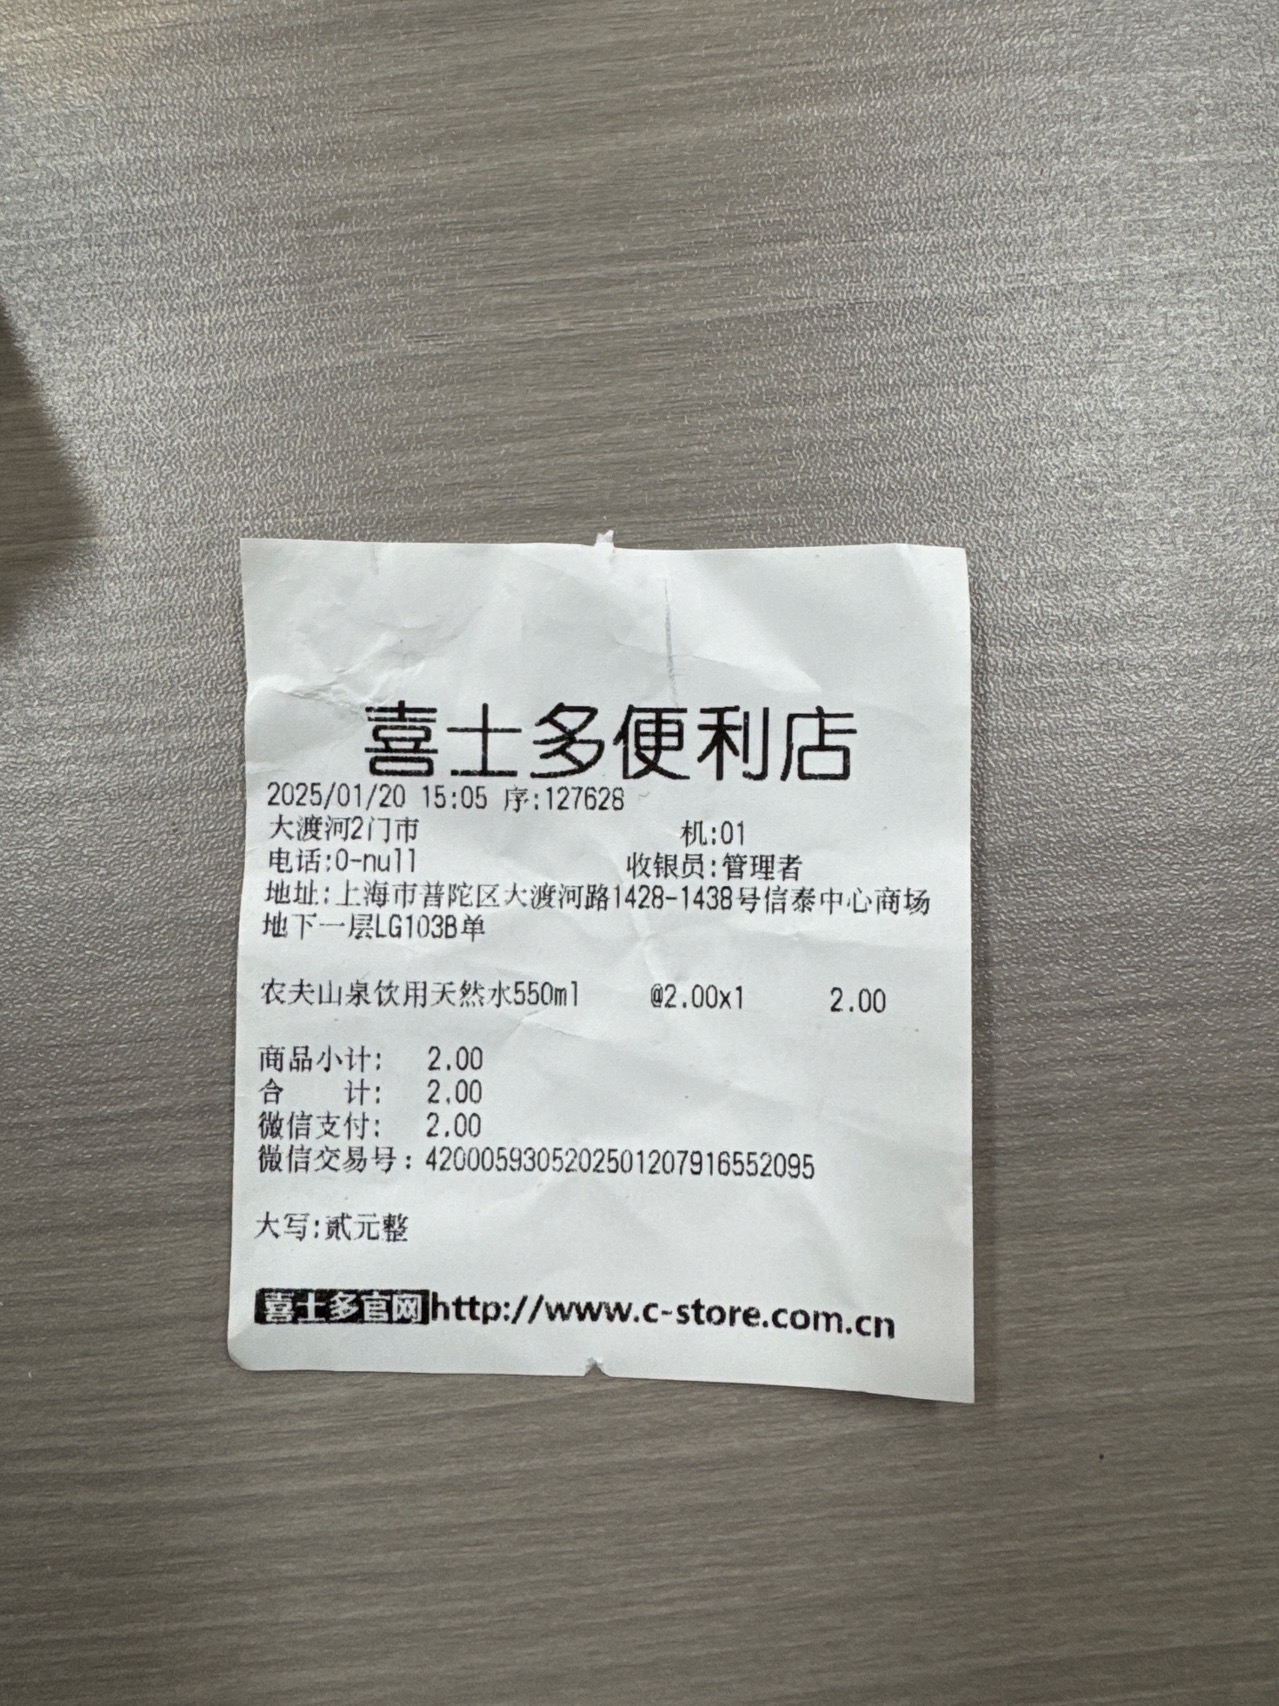 喜士多便利店
2025/01/20 15:05 序:127628
大渡河2门市 机:01
电话:0-null 收银员:管理者
地址:上海市普陀区大渡河路1428-1438号信泰中心商场
地下一层LG103B单
农夫山泉饮用天然水550ml @2.00x1 2.00
商品小计: 2.00
合 计: 2.00
微信支付: 2.00
微信交易号:4200059305202501207916552095
大写:贰元整
喜士多官网http://www.c-store.com.cn